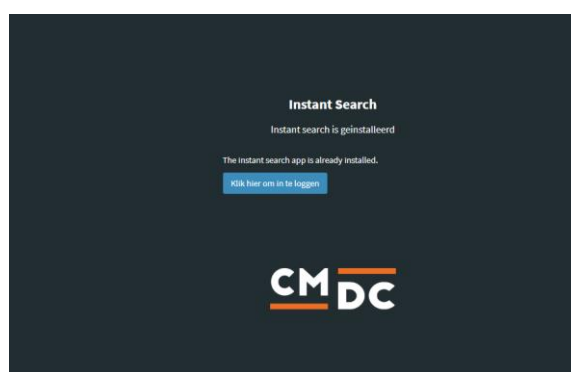 Instant Search
Instant search is geinstalleerd
The instant search app is already installed.
Klik hier om in te loggen
CM
DC